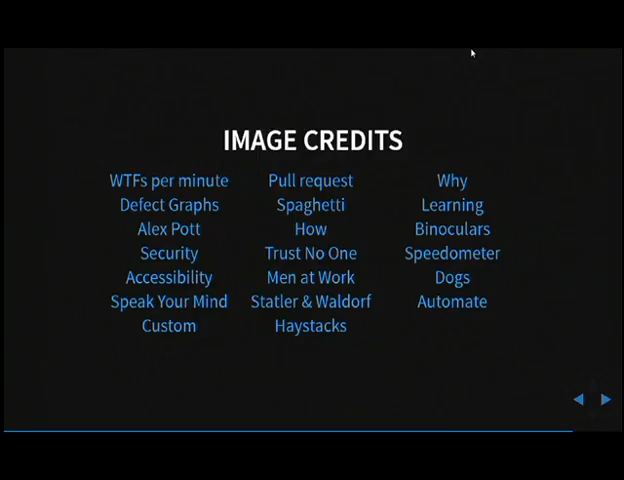 IMAGE CREDITS
WTFs per minute
Defect Graphs
Alex Pott
Security
Accessibility
Speak Your Mind
Custom
Pull request
Spaghetti
How
Trust No One
Men at Work
Statler & Waldorf
Haystacks
Why
Learning
Binoculars
Speedometer
Dogs
Automate